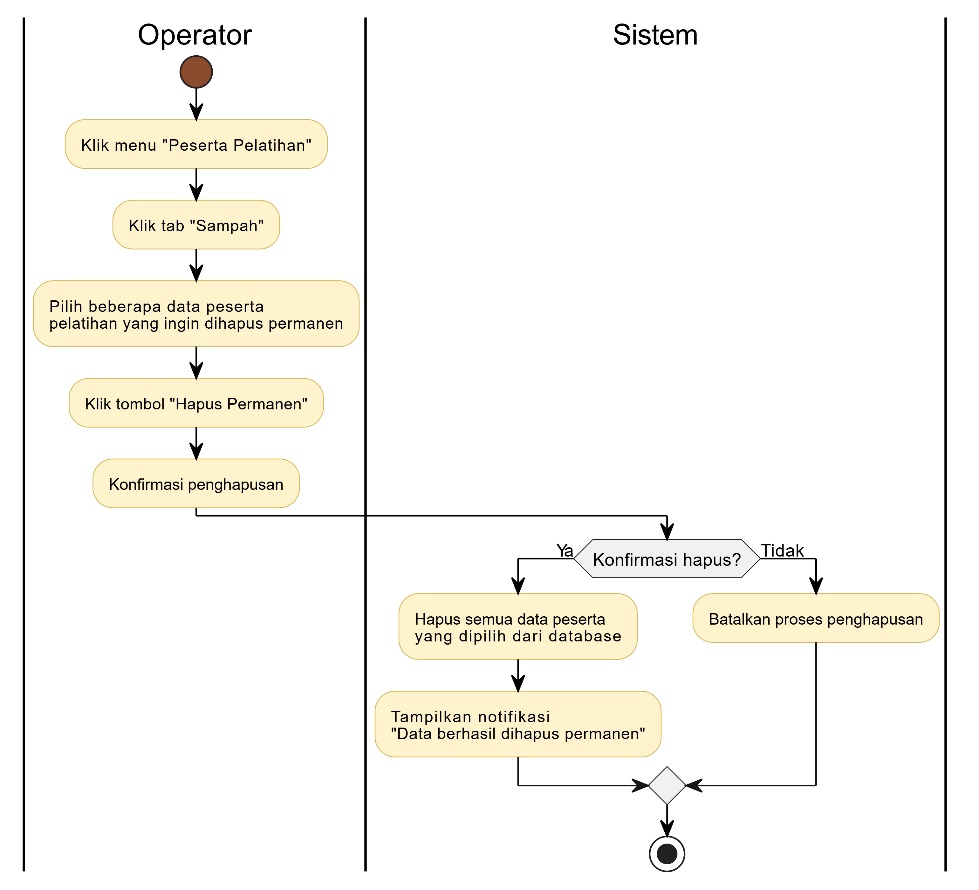 Operator
Sistem
Klik menu "Peserta Pelatihan"
Klik tab "Sampah"
Pilih beberapa data peserta
pelatihan yang ingin dihapus permanen
Klik tombol "Hapus Permanen"
Konfirmasi penghapusan
Konfirmasi hapus?
Ya
Tidak
Hapus semua data peserta
yang dipilih dari database
Batalkan proses penghapusan
Tampilkan notifikasi
"Data berhasil dihapus permanen"